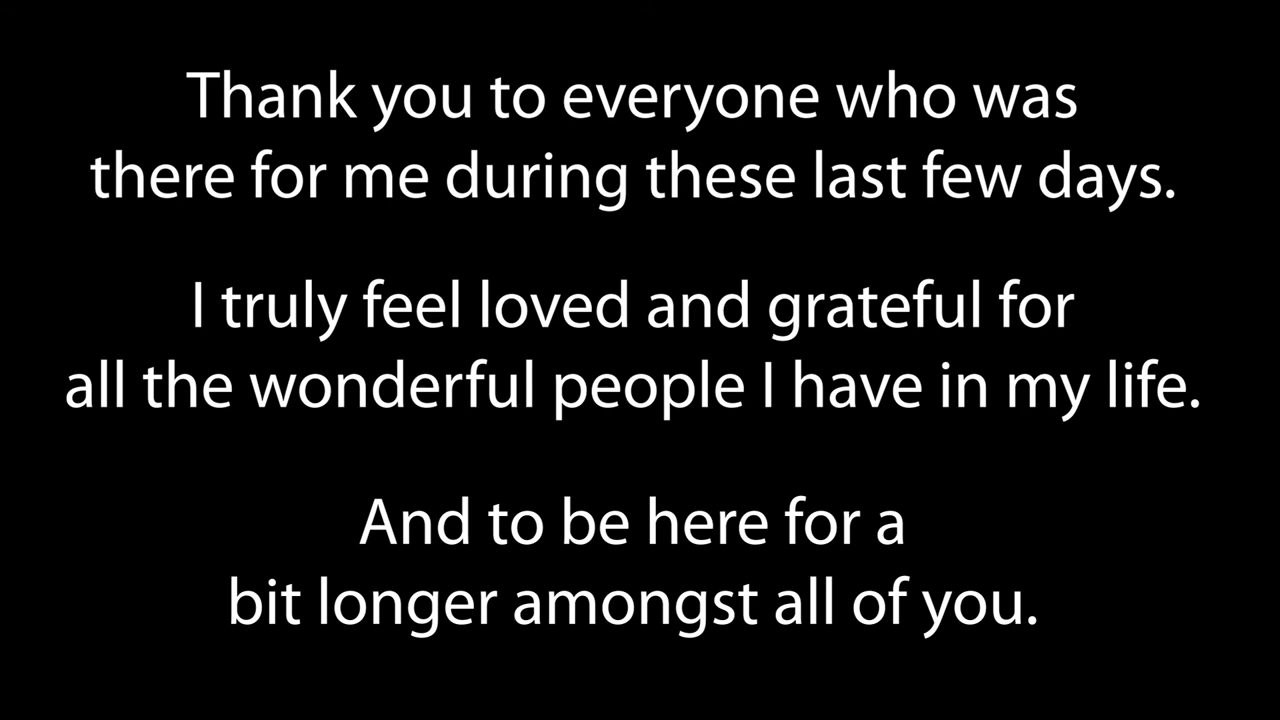 Thank you to everyone who was
there for me during these last few days.
I truly feel loved and grateful for
all the wonderful people I have in my life.
And to be here for a
bit longer amongst all of you.